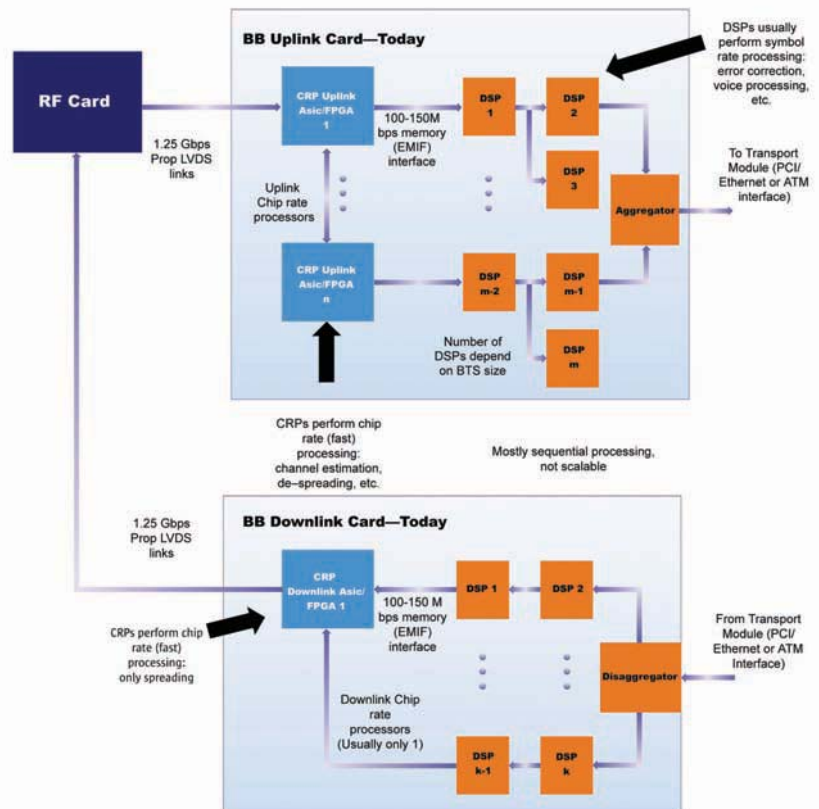 BB Uplink Card—Today
DSPs usually
perform symbol
rate processing:
error correction,
voice processing,
etc.
RF Card
CRP Uplink
Asic/FPGA
1
1.25 Gbps
Prop LVDS
links
100-150M
bps memory
(EMIF)
interface
DSP
1
DSP
2
DSP
3
Uplink
Chip rate
processors
Aggregator
To Transport
Module (PCI/
Ethernet or ATM
interface)
CRP Uplink
Asic/FPGA
n
DSP
m-2
DSP
m-1
DSP
m
Number of
DSPs depend
on BTS size
CRPs perform chip
rate (fast)
processing:
channel estimation,
de–spreading, etc.
Mostly sequential processing,
not scalable
BB Downlink Card—Today
1.25 Gbps
Prop LVDS
links
CRP
Downlink Asic/
FPGA 1
100-150 M
bps memory
(EMIF)
interface
DSP 1
DSP 2
CRPs perform chip
rate (fast)
processing:
only spreading
From Transport
Module (PCI/
Ethernet or ATM
Interface)
Disaggregator
Downlink Chip
rate
processors
(Usually only 1)
DSP
k-1
DSP
k